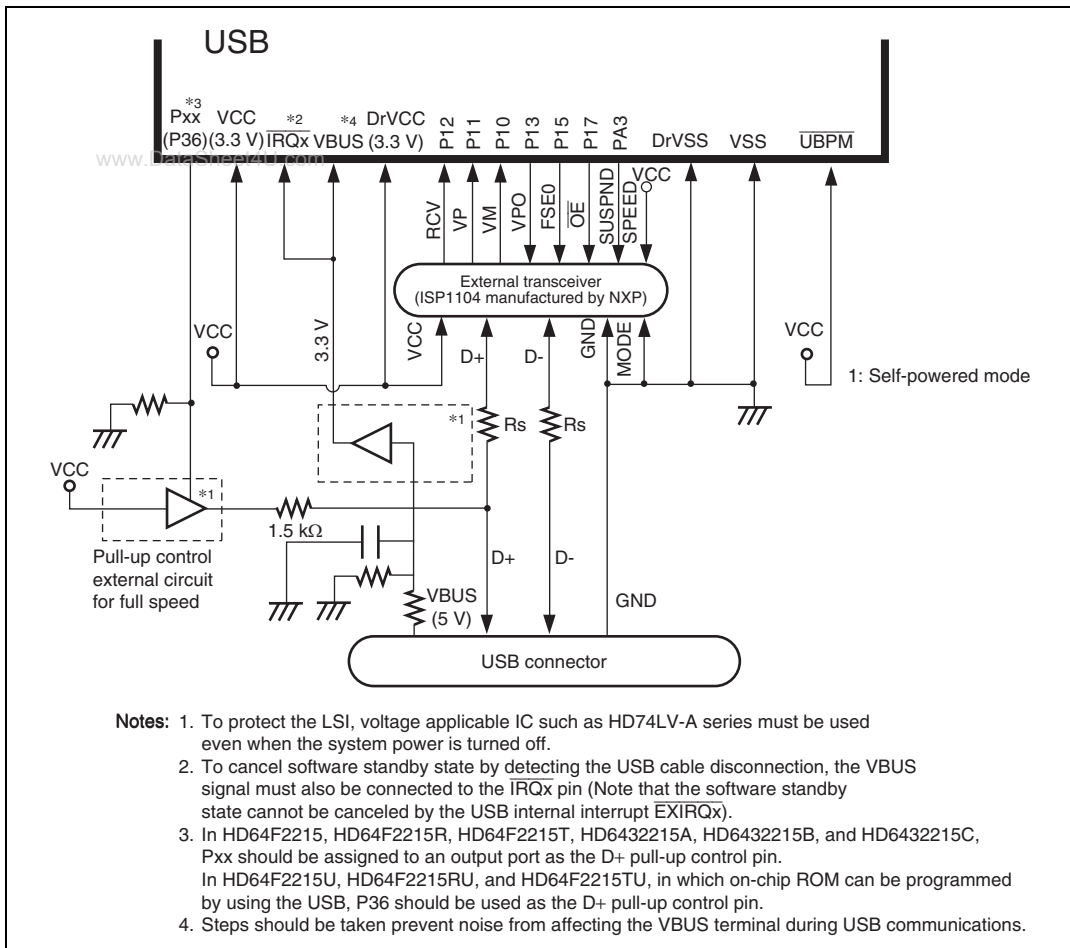 USB
*3
Pxx
(P36)
VCC
(3.3 V)
*2
IRQx
*4
VBUS
DrVCC
(3.3 V)
P12
P11
P10
P13
P15
P17
PA3
DrVSS
VSS
UBPM
www.DataSheet4U.com
RCV
VP
VM
VPO
FSE0
OE
SUSPND
SPEED
VCC
External transceiver
(ISP1104 manufactured by NXP)
3.3 V
VCC
VCC
D+
D-
GND
MODE
VCC
1: Self-powered mode
*1
Rs
Rs
VCC
*1
1.5 kΩ
Pull-up control
external circuit
for full speed
D+
D-
VBUS
(5 V)
GND
USB connector
Notes: 1. To protect the LSI, voltage applicable IC such as HD74LV-A series must be used
even when the system power is turned off.
2. To cancel software standby state by detecting the USB cable disconnection, the VBUS
signal must also be connected to the IRQx pin (Note that the software standby
state cannot be canceled by the USB internal interrupt EXIRQx).
3. In HD64F2215, HD64F2215R, HD64F2215T, HD6432215A, HD6432215B, and HD6432215C,
Pxx should be assigned to an output port as the D+ pull-up control pin.
In HD64F2215U, HD64F2215RU, and HD64F2215TU, in which on-chip ROM can be programmed
by using the USB, P36 should be used as the D+ pull-up control pin.
4. Steps should be taken prevent noise from affecting the VBUS terminal during USB communications.